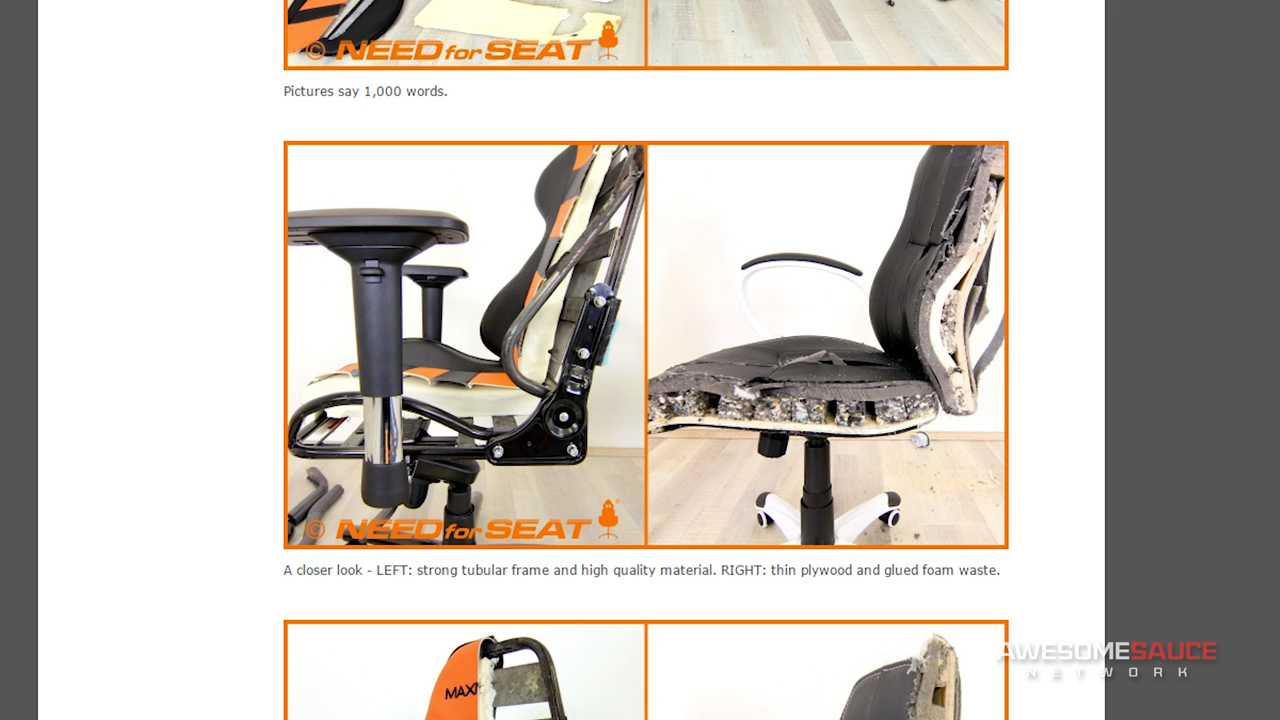 © NEED for SEAT
Pictures say 1,000 words.
© NEED for SEAT
A closer look - LEFT: strong tubular frame and high quality material. RIGHT: thin plywood and glued foam waste.
AWESOMESAUCE
NETWORK